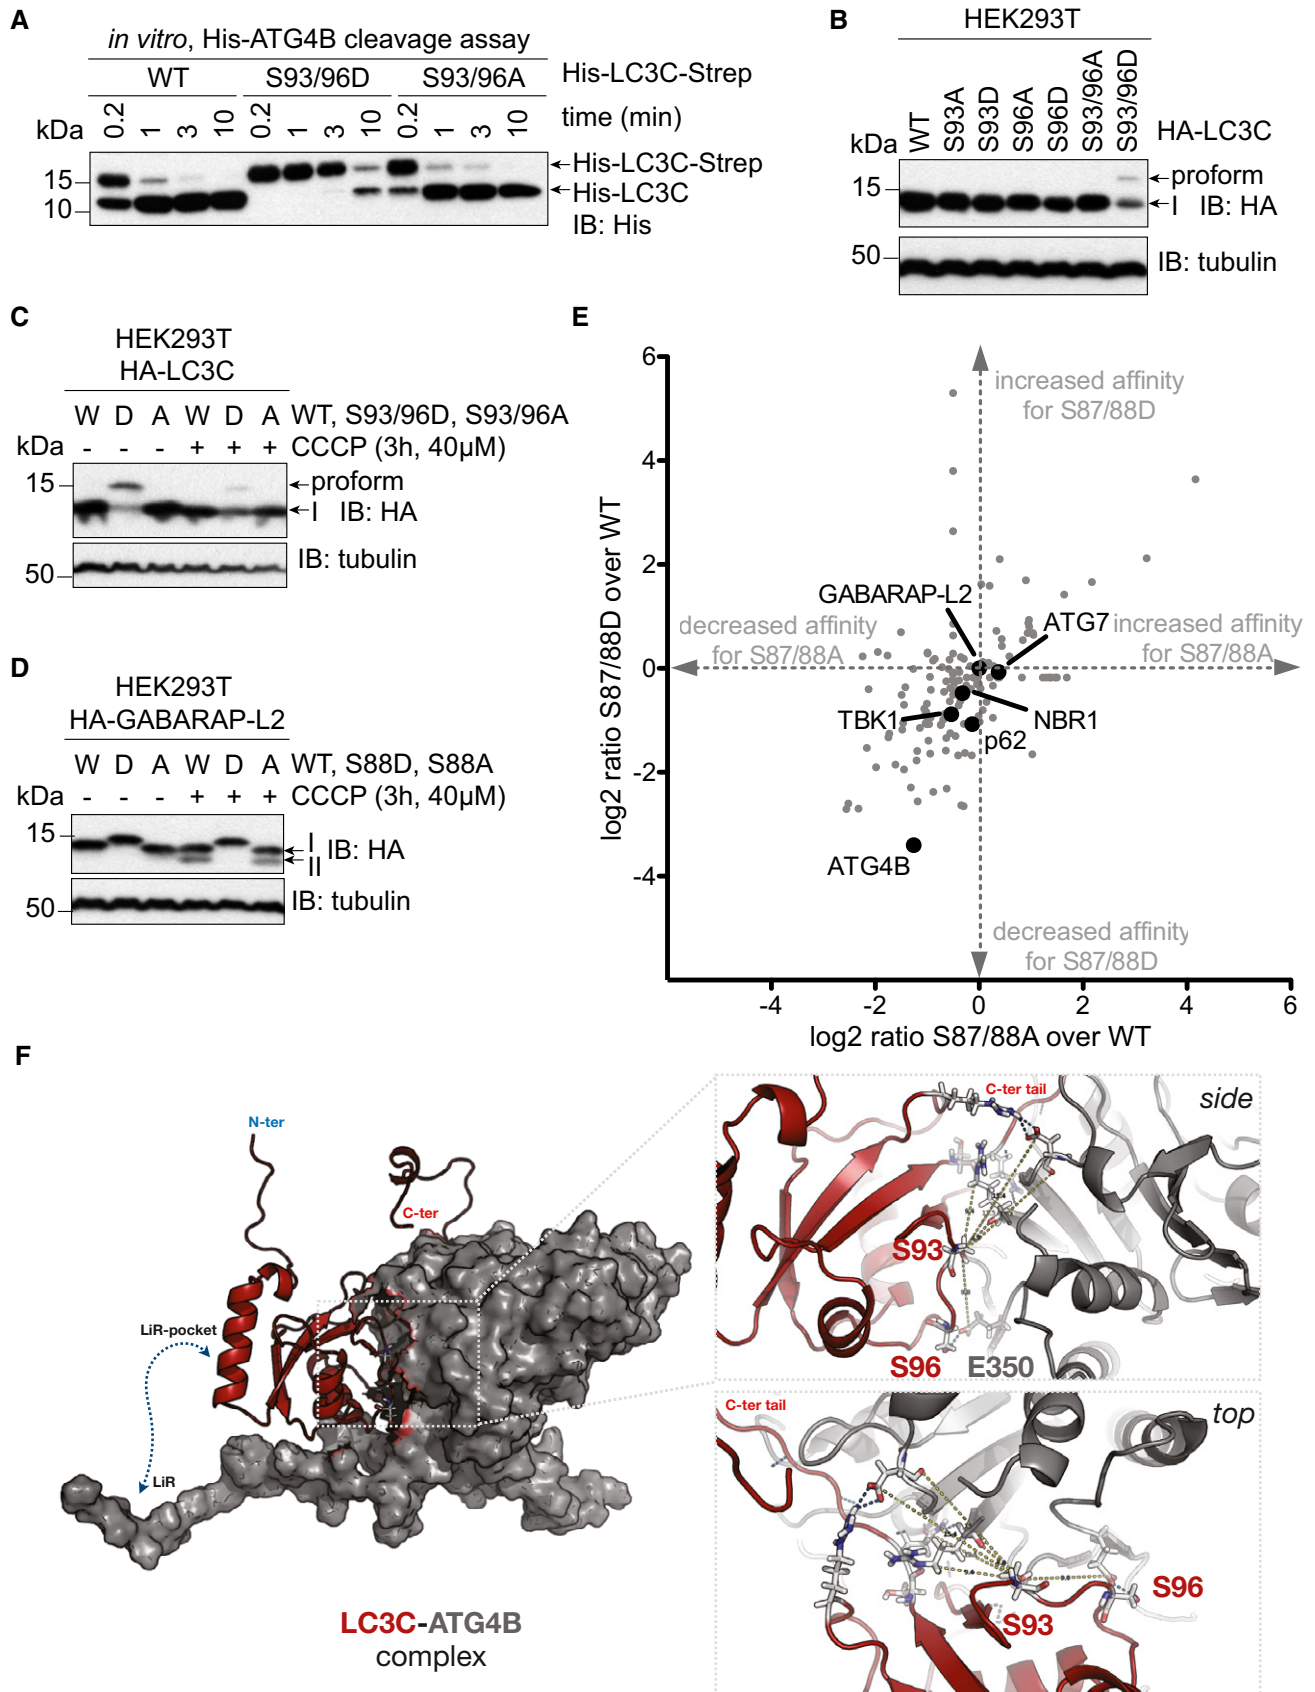 A
in vitro, His-ATG4B cleavage assay
WT S93/96D S93/96A His-LC3C-Strep
0.2 1 3 10 0.2 1 3 10 0.2 1 3 10 time (min)
kDa
15
10
His-LC3C-Strep
His-LC3C
IB: His
B
HEK293T
WT S93A S93D S96A S96D S93/96A S93/96D HA-LC3C
kDa
15
proform
I IB: HA
50
IB: tubulin
C
HEK293T
HA-LC3C
W D A W D A WT, S93/96D, S93/96A
kDa - - - + + + CCCP (3h, 40µM)
15
proform
I IB: HA
50
IB: tubulin
D
HEK293T
HA-GABARAP-L2
W D A W D A WT, S88D, S88A
kDa - - - + + + CCCP (3h, 40µM)
15
I
II
IB: HA
50
IB: tubulin
E
log2 ratio S87/88D over WT
6
4
2
0
-2
-4
increased affinity
for S87/88D
decreased affinity
for S87/88A
increased affinity
for S87/88A
decreased affinity
for S87/88D
GABARAP-L2
ATG7
TBK1
NBR1
p62
ATG4B
-4 -2 0 2 4 6
log2 ratio S87/88A over WT
F
N-ter
C-ter
LiR-pocket
LiR
LC3C-ATG4B
complex
C-ter tail
side
S93
S96 E350
C-ter tail
top
S96
S93